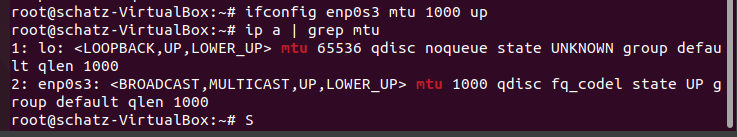 root@schatz-VirtualBox:~# ifconfig enp0s3 mtu 1000 up
root@schatz-VirtualBox:~# ip a | grep mtu
1: lo: <LOOPBACK,UP,LOWER_UP> mtu 65536 qdisc noqueue state UNKNOWN group defau
lt qlen 1000
2: enp0s3: <BROADCAST,MULTICAST,UP,LOWER_UP> mtu 1000 qdisc fq_codel state UP g
roup default qlen 1000
root@schatz-VirtualBox:~# S